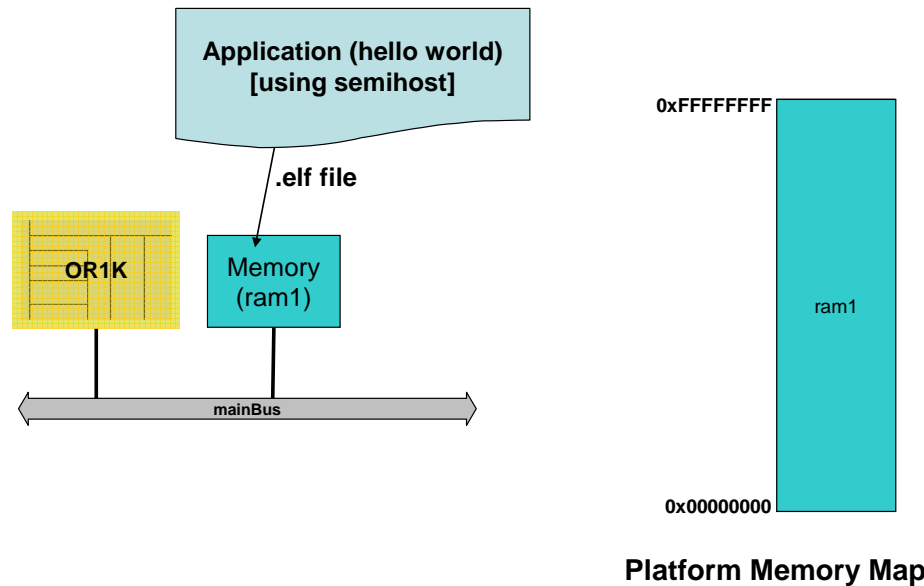 Application (hello world)
[using semihost]
.elf file
OR1K
Memory
(ram1)
mainBus
0xFFFFFFFF
ram1
0x00000000
Platform Memory Map